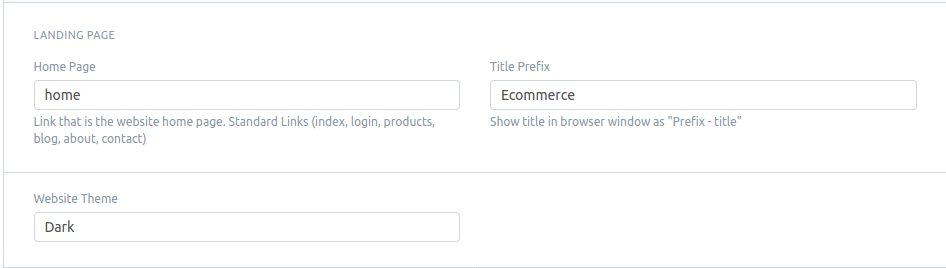 LANDING PAGE
Home Page
Title Prefix
home
Ecommerce
Link that is the website home page. Standard Links (index, login, products,
blog, about, contact)
Show title in browser window as "Prefix - title"
Website Theme
Dark